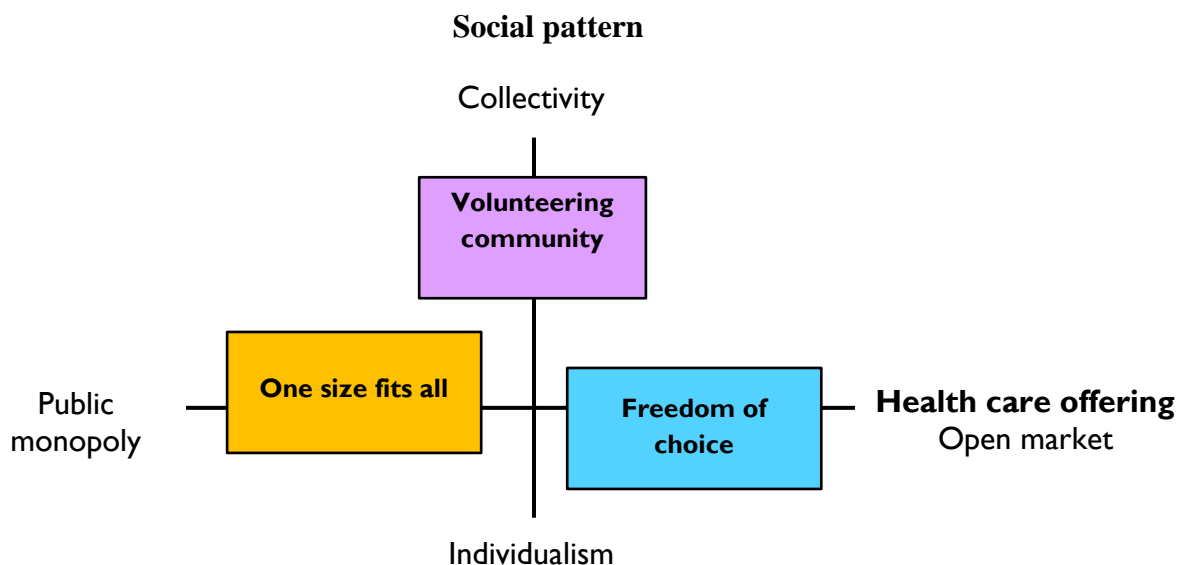 Social pattern
Collectivity
Volunteering
community
One size fits all
Public
monopoly
Freedom of
choice
Health care offering
Open market
Individualism